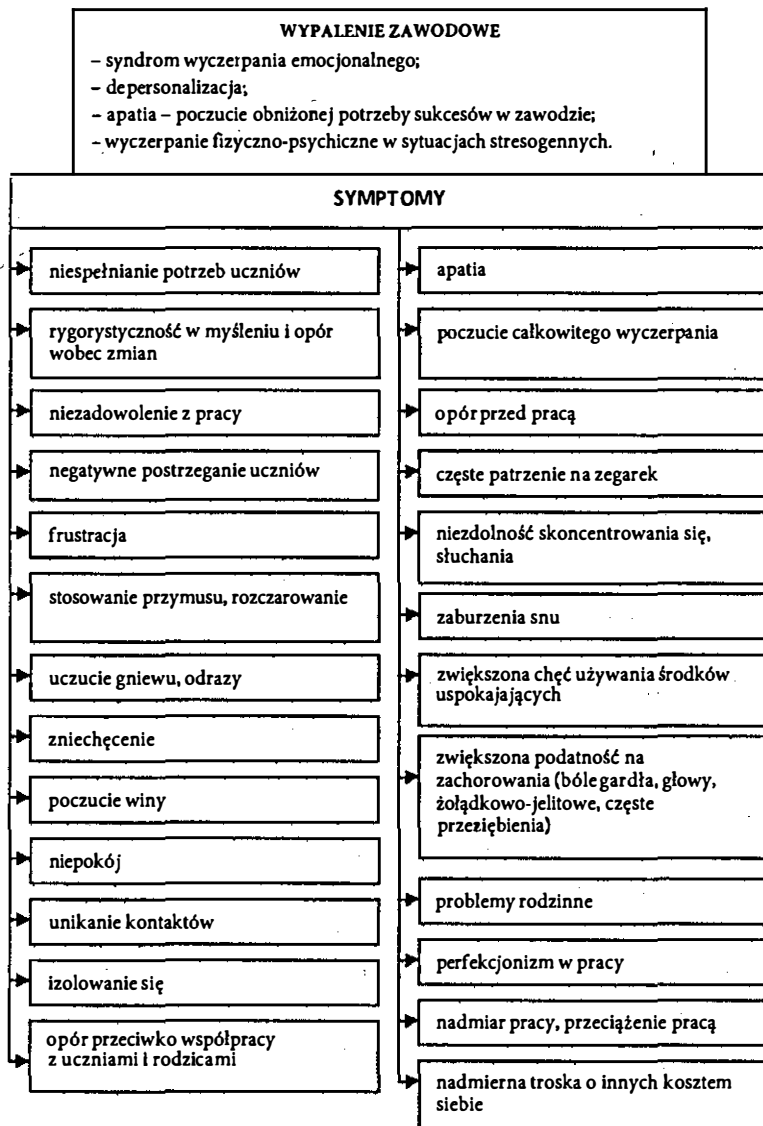 WYPALENIE ZAWODOWE
– syndrom wyczerpania emocjonalnego;
– depersonalizacja;
– apatia – poczucie obniżonej potrzeby sukcesów w zawodzie;
– wyczerpanie fizyczno-psychiczne w sytuacjach stresogennych.
SYMPTOMY
niespełnianie potrzeb uczniów
rygorystyczność w myśleniu i opór
wobec zmian
niezadowolenie z pracy
negatywne postrzeganie uczniów
frustracja
stosowanie przymusu, rozczarowanie
uczucie gniewu, odrazy
zniechęcenie
poczucie winy
niepokój
unikanie kontaktów
izolowanie się
opór przeciwko współpracy
z uczniami i rodzicami
apatia
poczucie całkowitego wyczerpania
opór przed pracą
częste patrzenie na zegarek
niezdolność skoncentrowania się,
słuchania
zaburzenia snu
zwiększona chęć używania środków
uspokajających
zwiększona podatność na
zachorowania (bóle gardła, głowy,
żołądkowo-jelitowe, częste
przeziębienia)
problemy rodzinne
perfekcjonizm w pracy
nadmiar pracy, przeciążenie pracą
nadmierna troska o innych kosztem
siebie